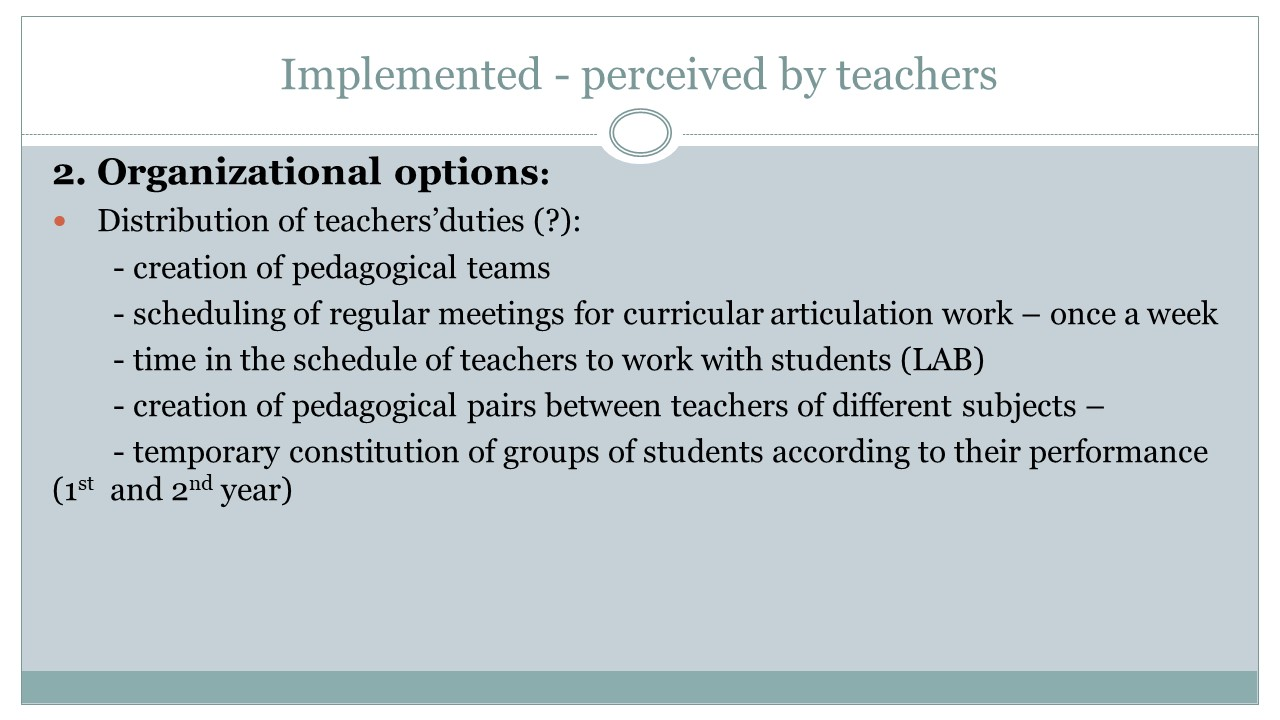 Implemented - perceived by teachers
2. Organizational options:
• Distribution of teachers’duties (?):
- creation of pedagogical teams
- scheduling of regular meetings for curricular articulation work – once a week
- time in the schedule of teachers to work with students (LAB)
- creation of pedagogical pairs between teachers of different subjects –
- temporary constitution of groups of students according to their performance
(1st and 2nd year)